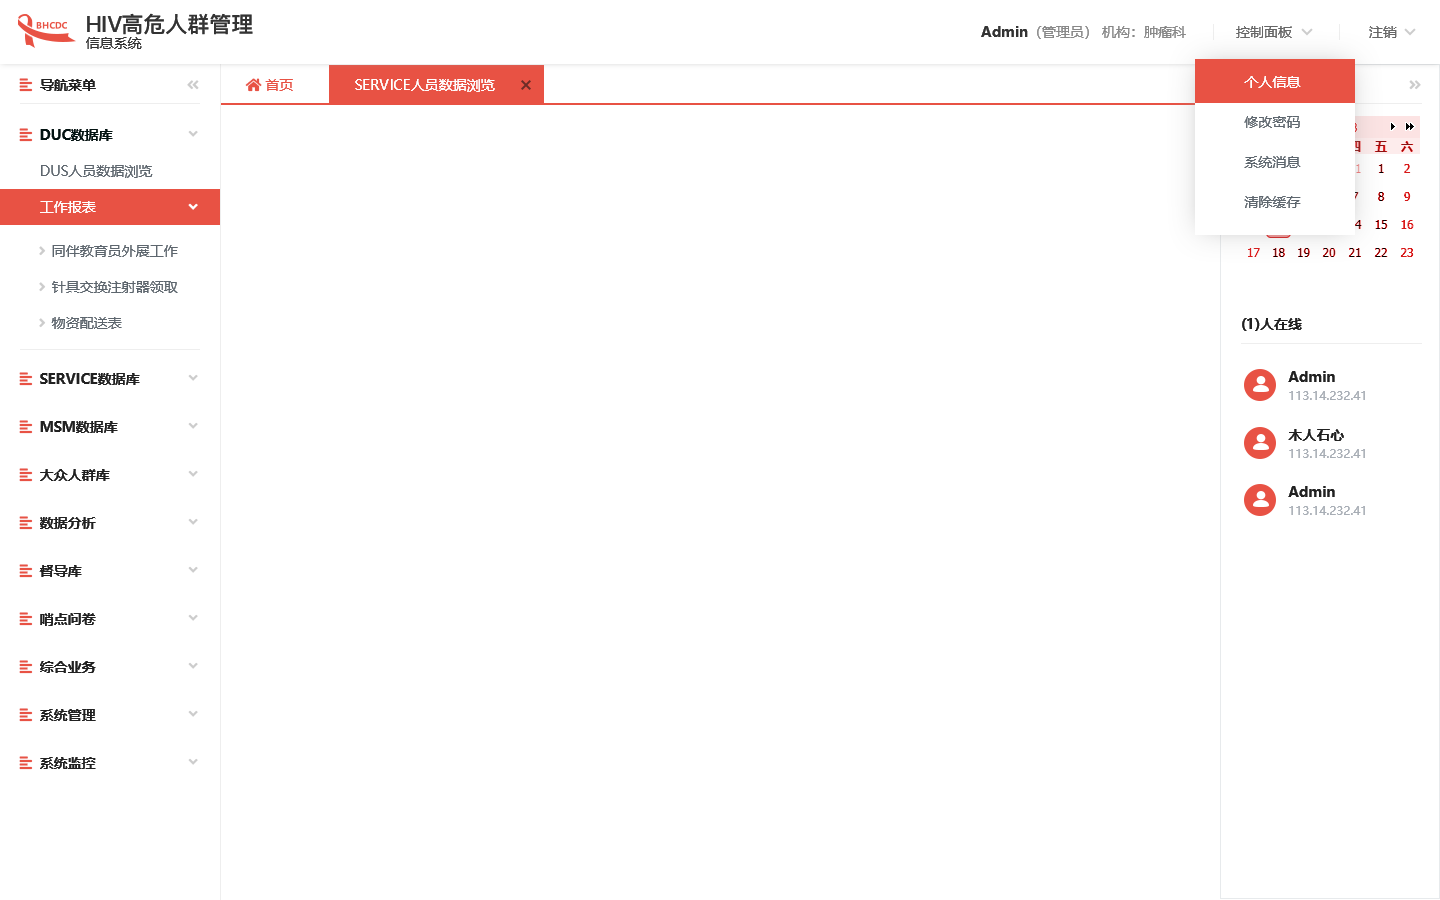 BHCDC
HIV高危人群管理
信息系统
Admin（管理员） 机构：肿瘤科
控制面板
注销
导航菜单
DUC数据库
DUS人员数据浏览
工作报表
同伴教育员外展工作
针具交换注射器领取
物资配送表
SERVICE数据库
MSM数据库
大众人群库
数据分析
督导库
哨点问卷
综合业务
系统管理
系统监控
首页
SERVICE人员数据浏览
个人信息
修改密码
系统消息
清除缓存
四 五 六
1 1 2
7 8 9
4 15 16
17 18 19 20 21 22 23
(1)人在线
Admin
113.14.232.41
木人石心
113.14.232.41
Admin
113.14.232.41